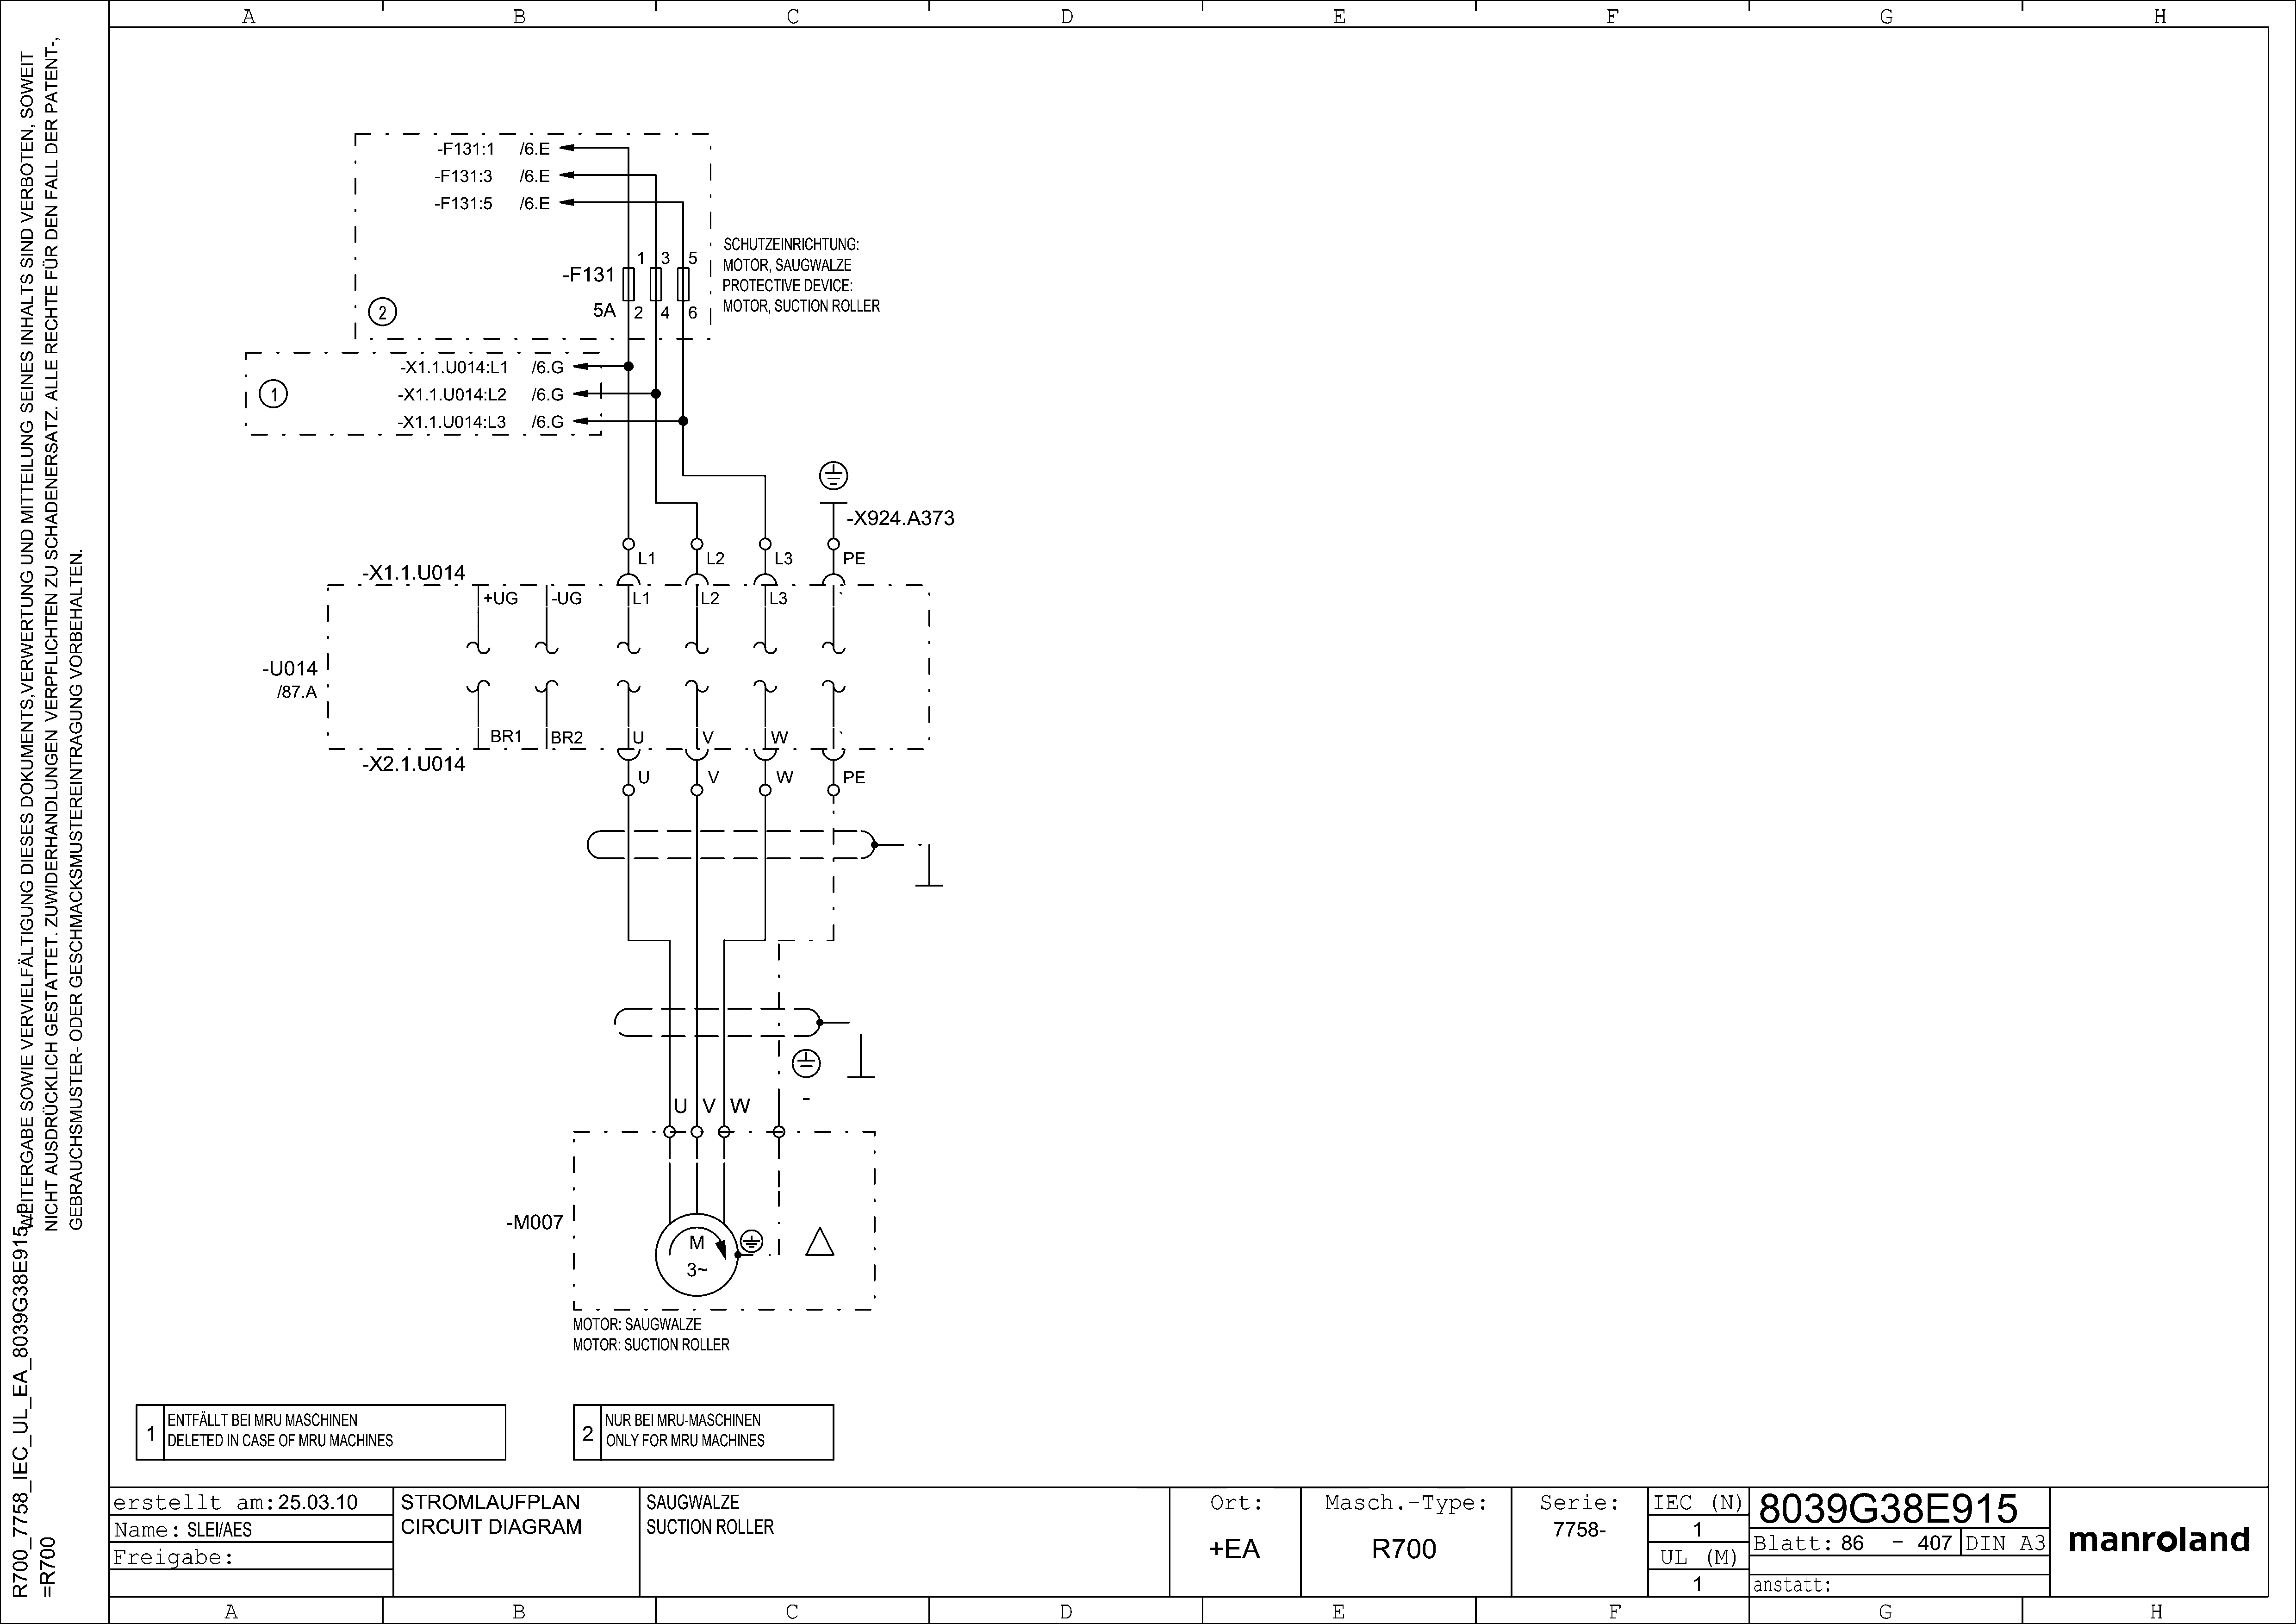 A B C D E F G H
WEITERGABE SOWIE VERVIELFÄLTIGUNG DIESES DOKUMENTS,VERWERTUNG UND MITTEILUNG SEINES INHALTS SIND VERBOTEN, SOWEIT
NICHT AUSDRÜCKLICH GESTATTET. ZUWIDERHANDLUNGEN VERPFLICHTEN ZU SCHADENERSATZ. ALLE RECHTE FÜR DEN FALL DER PATENT-,
GEBRAUCHSMUSTER- ODER GESCHMACKSMUSTEREINTRAGUNG VORBEHALTEN.
=R700
-F131:1 /6.E
-F131:3 /6.E
-F131:5 /6.E
1 3 5
-F131
5A 2 4 6
2
SCHUTZEINRICHTUNG:
MOTOR, SAUGWALZE
PROTECTIVE DEVICE:
MOTOR, SUCTION ROLLER
-X1.1.U014:L1 /6.G
1 -X1.1.U014:L2 /6.G
-X1.1.U014:L3 /6.G
-X924.A373
L1 L2 L3 PE
-X1.1.U014
+UG -UG L1 L2 L3
-U014
/87.A
BR1 BR2 U V W
-X2.1.U014
U V W PE
U V W -
-M007
M
3~
MOTOR: SAUGWALZE
MOTOR: SUCTION ROLLER
1 ENTFÄLLT BEI MRU MASCHINEN
DELETED IN CASE OF MRU MACHINES
2 NUR BEI MRU-MASCHINEN
ONLY FOR MRU MACHINES
erstellt am: 25.03.10
Name: SLEI/AES
Freigabe:
STROMLAUFPLAN
CIRCUIT DIAGRAM
SAUGWALZE
SUCTION ROLLER
Ort:
+EA
Masch.-Type:
R700
Serie:
7758-
IEC (N)
1
UL (M)
1
8039G38E915
Blatt: 86 - 407 DIN A3
anstatt:
manroland
A B C D E F G H